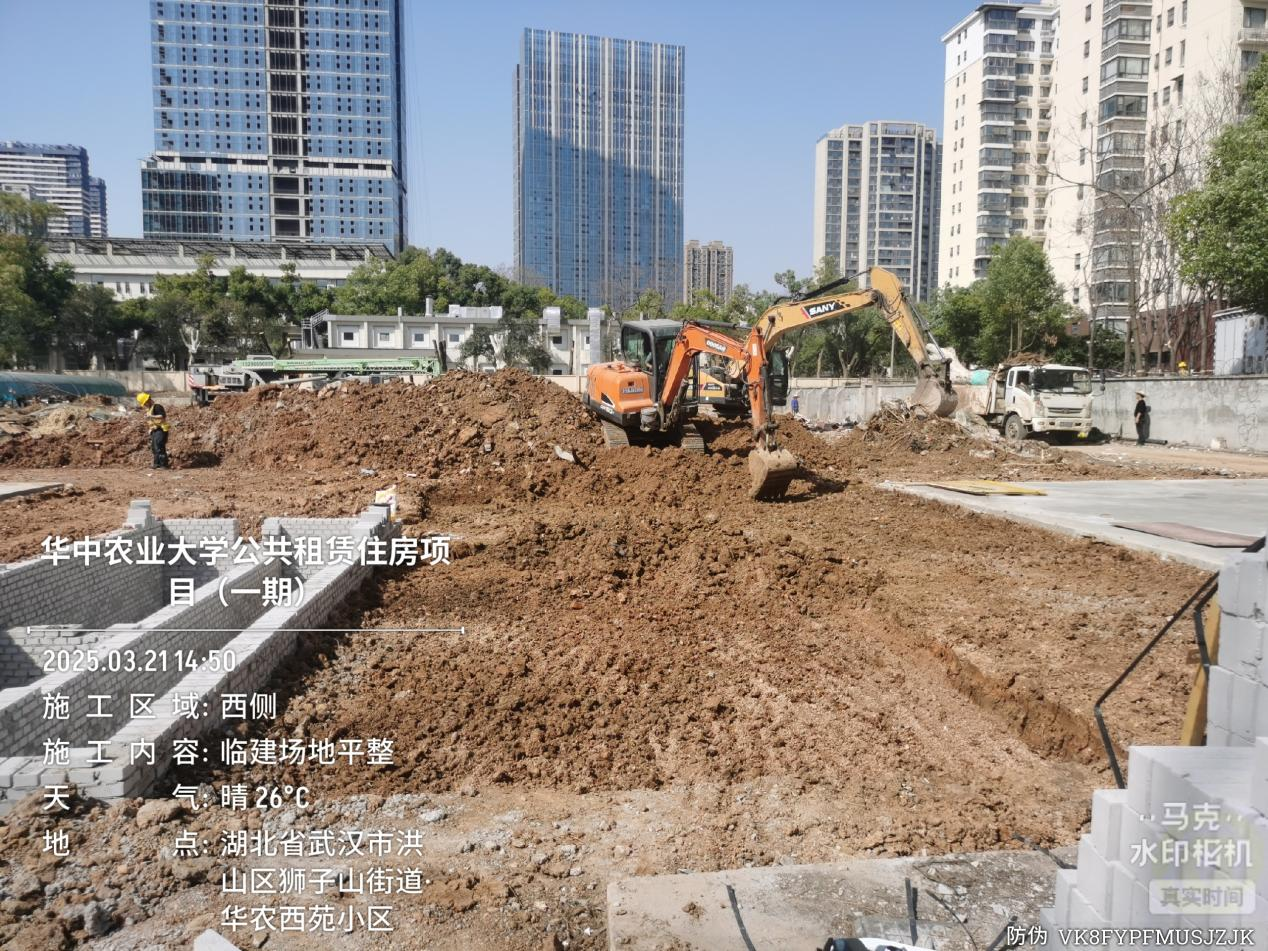 SANY
DOOSAN
华中农业大学公共租赁住房项
目（一期）
2025.03.21 14:50
施工区域：西侧
施工内容：临建场地平整
天气：晴 26℃
地点：湖北省武汉市洪
山区狮子山街道
华农西苑小区
马克
水印相机
真实时间
防伪 VK8FYPFMUSJZJK